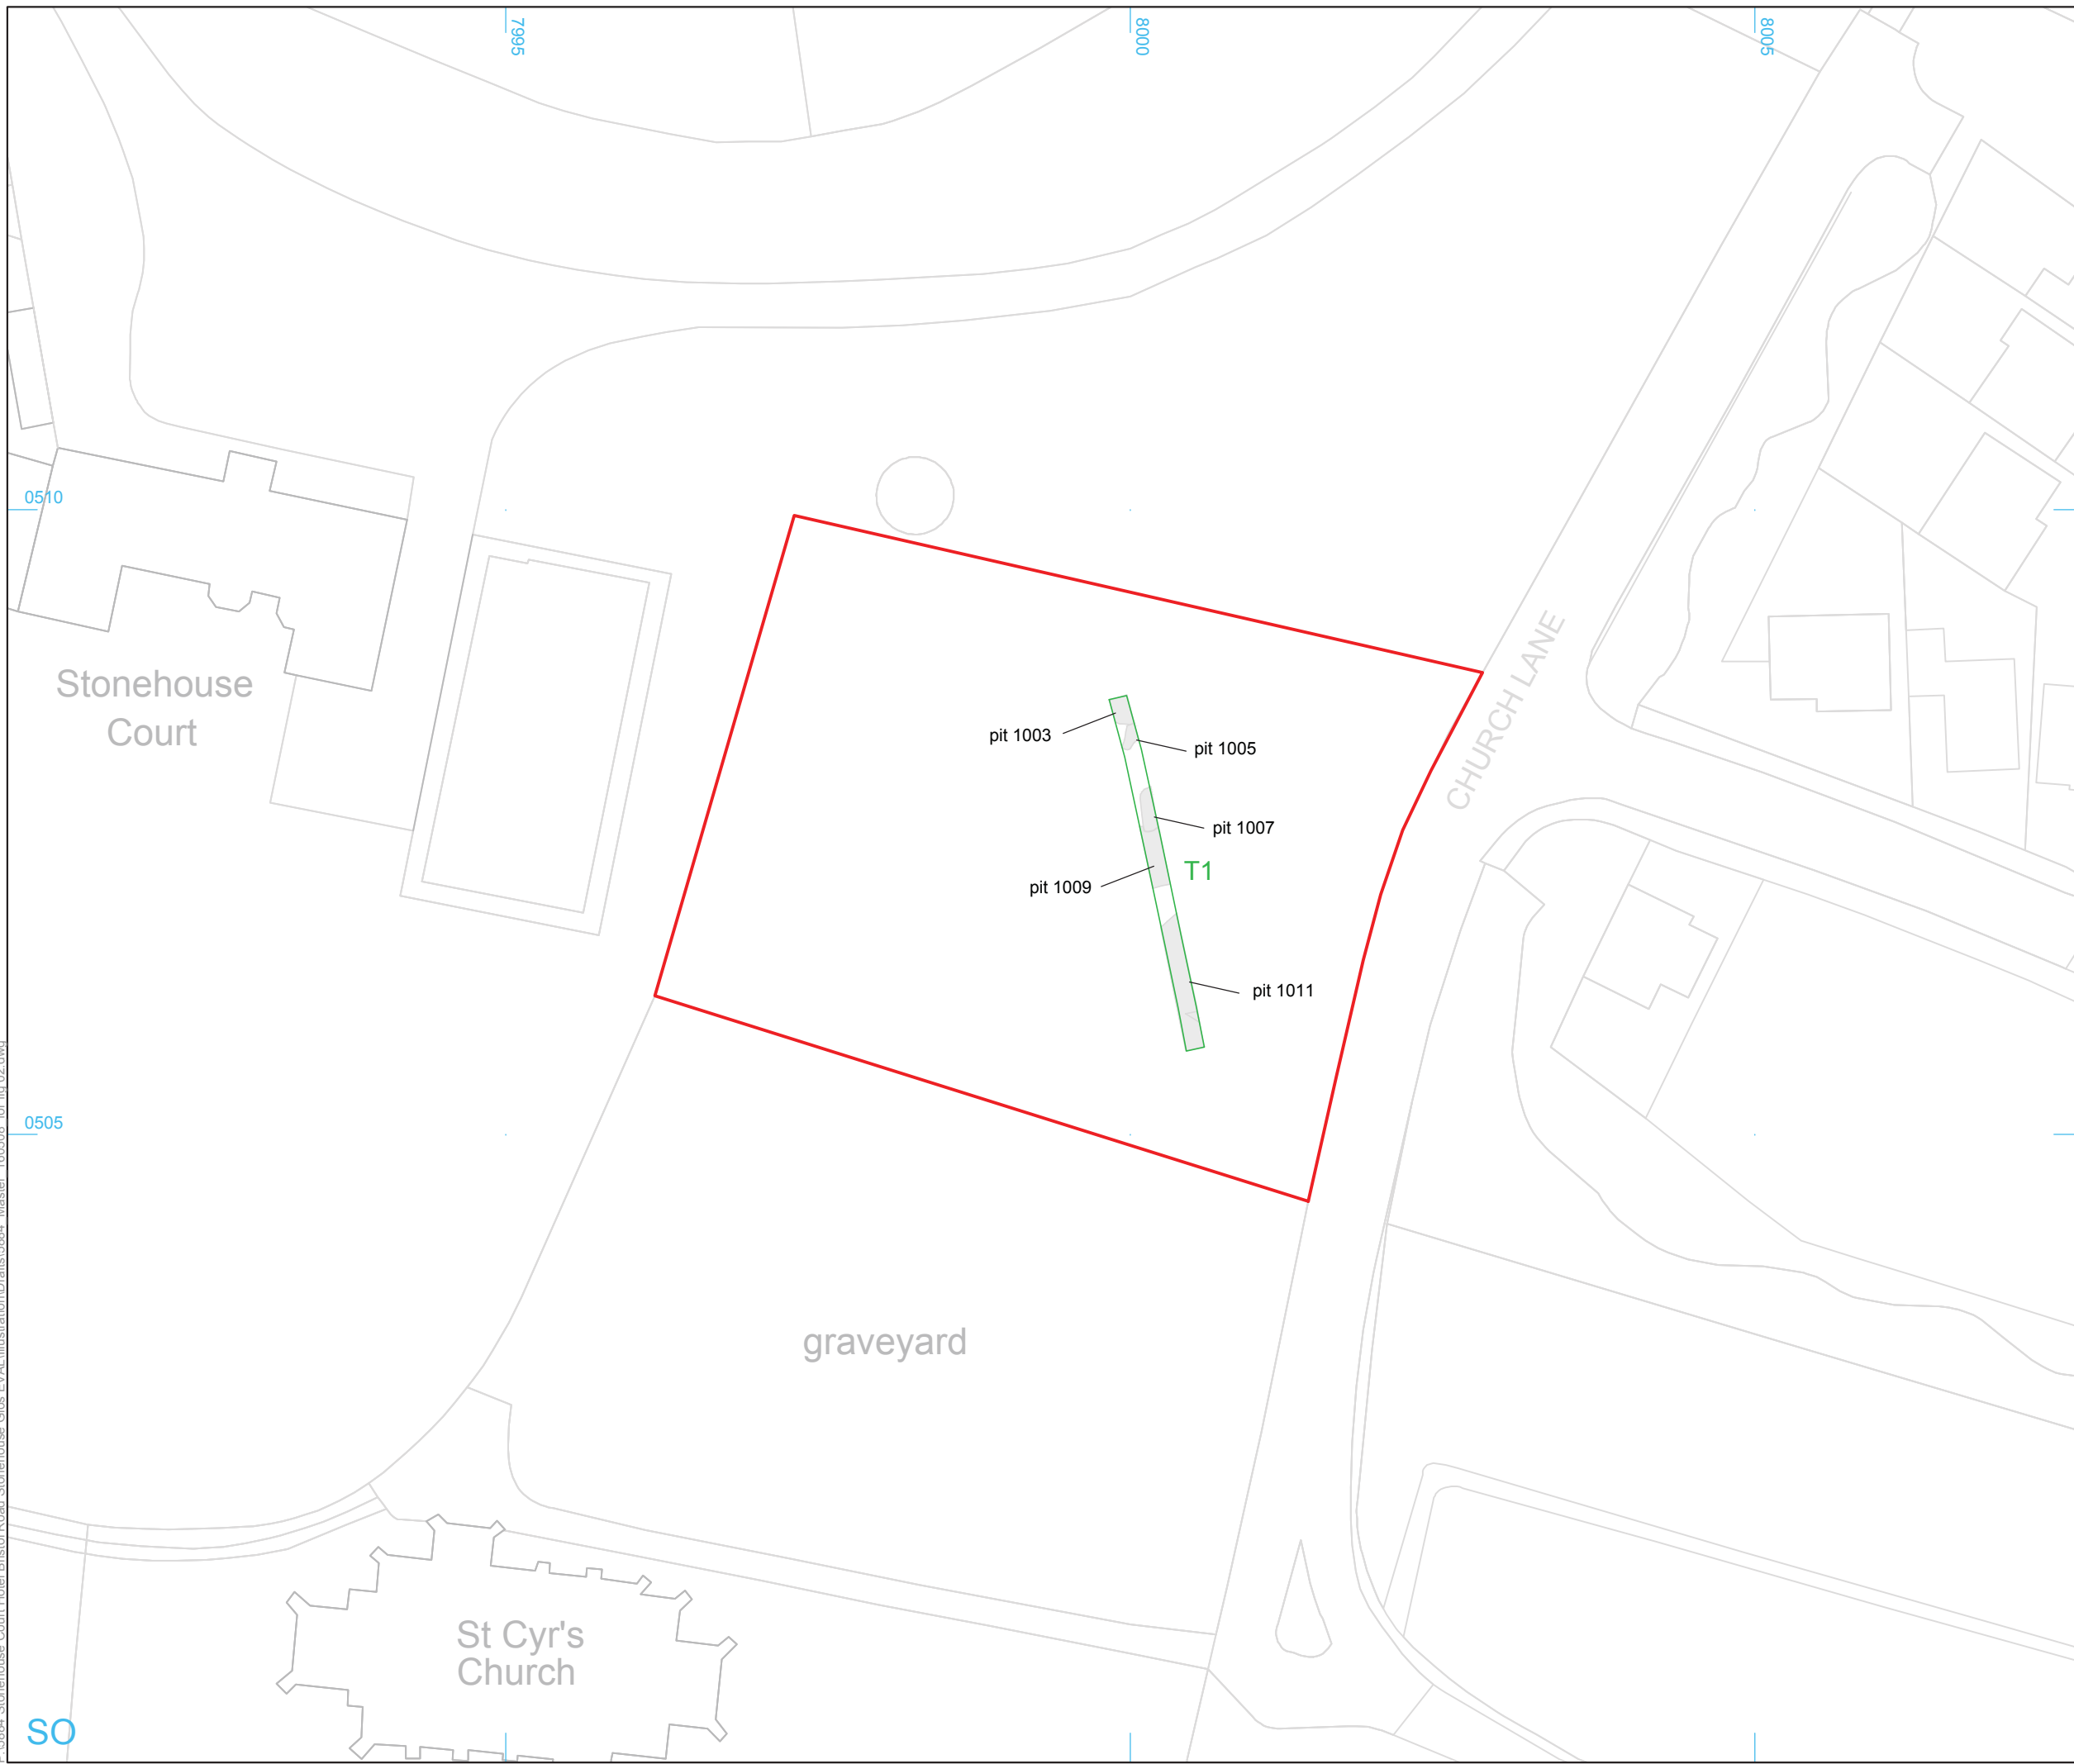 7995
8000
8005
0510
Stonehouse
Court
CHURCH LANE
pit 1003
pit 1005
pit 1007
T1
pit 1009
pit 1011
0505
graveyard
St Cyr's
Church
SO